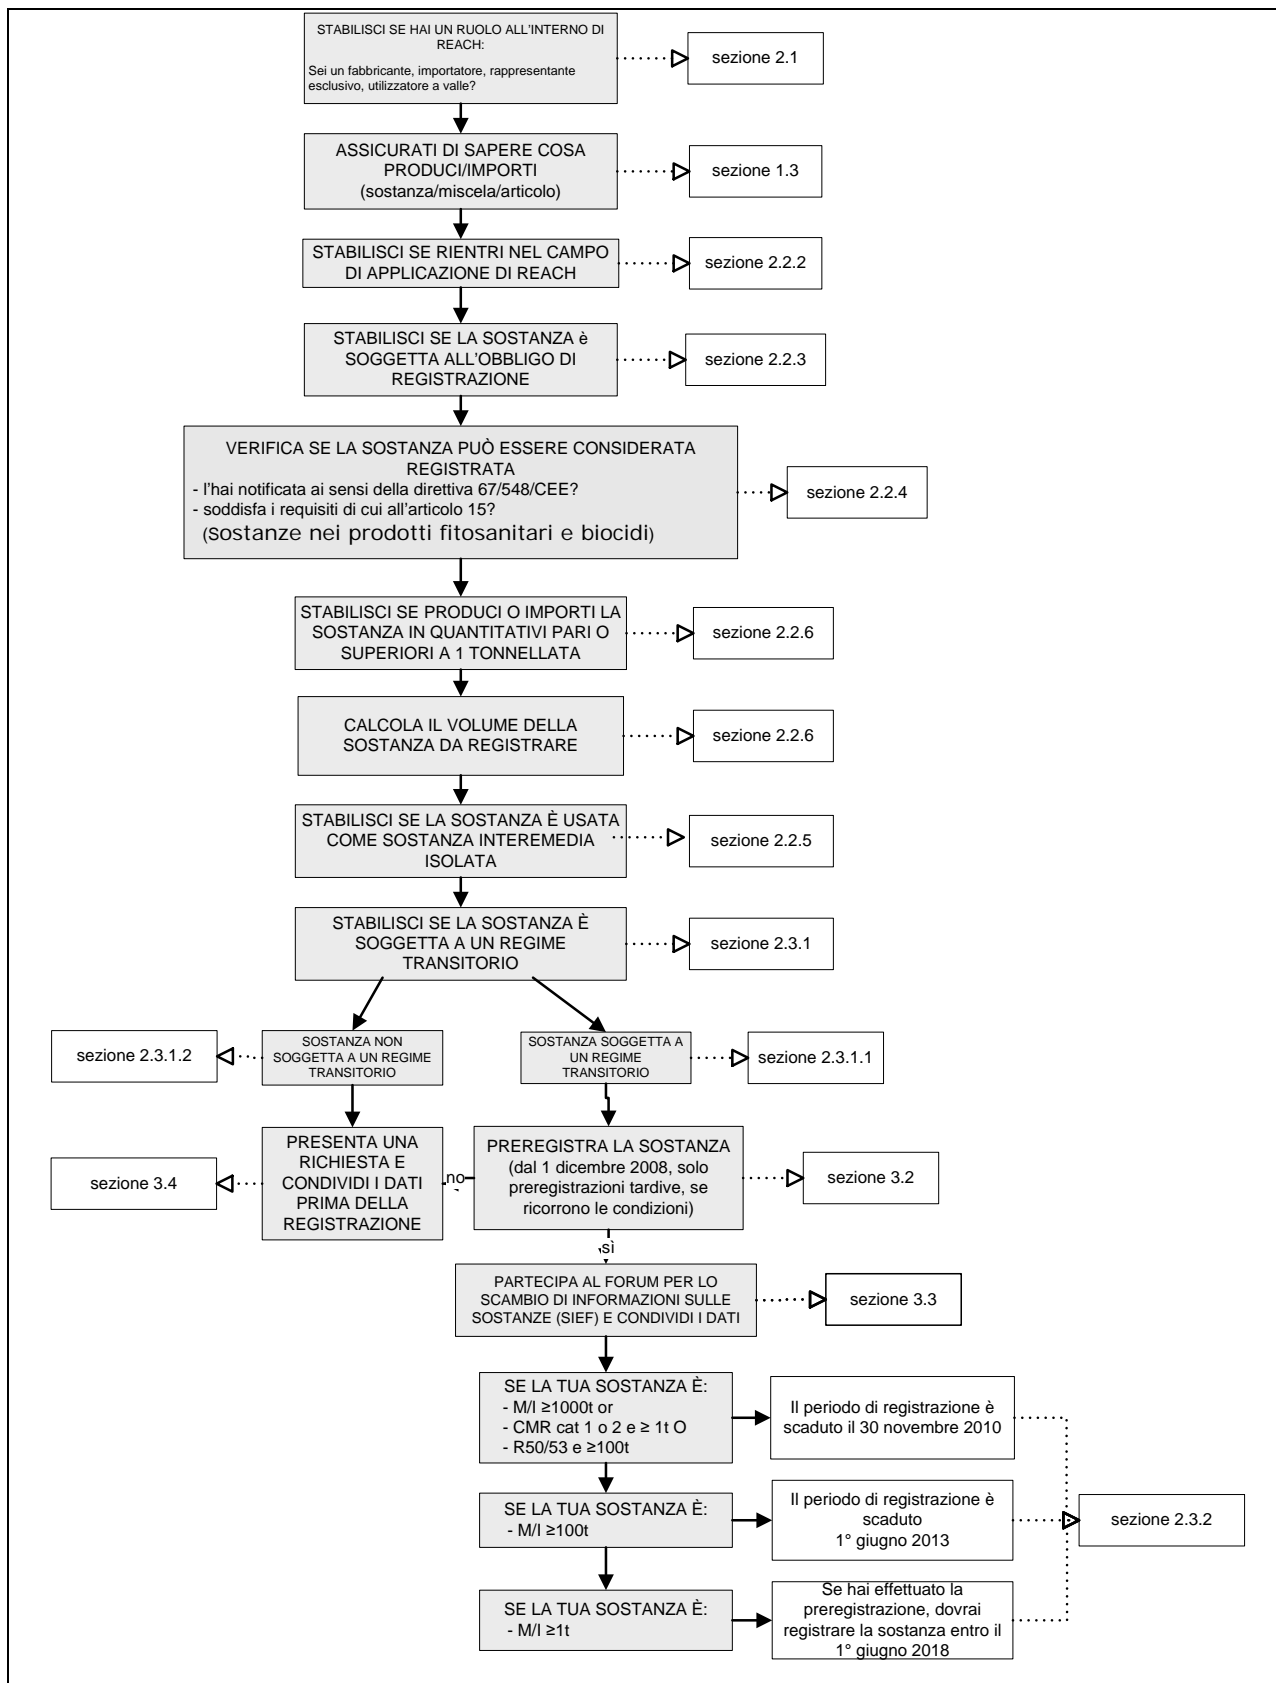 STABILISCI SE HAI UN RUOLO ALL'INTERNO DI
REACH:
Sei un fabbricante, importatore, rappresentante
esclusivo, utilizzatore a valle?
sezione 2.1
ASSICURATI DI SAPERE COSA
PRODUCI/IMPORTI
(sostanza/miscela/articolo)
sezione 1.3
STABILISCI SE RIENTRI NEL CAMPO
DI APPLICAZIONE DI REACH
sezione 2.2.2
STABILISCI SE LA SOSTANZA è
SOGGETTA ALL'OBBLIGO DI
REGISTRAZIONE
sezione 2.2.3
VERIFICA SE LA SOSTANZA PUÒ ESSERE CONSIDERATA
REGISTRATA
- l'hai notificata ai sensi della direttiva 67/548/CEE?
- soddisfa i requisiti di cui all'articolo 15?
(Sostanze nei prodotti fitosanitari e biocidi)
sezione 2.2.4
STABILISCI SE PRODUCI O IMPORTI LA
SOSTANZA IN QUANTITATIVI PARI O
SUPERIORI A 1 TONNELLATA
sezione 2.2.6
CALCOLA IL VOLUME DELLA
SOSTANZA DA REGISTRARE
sezione 2.2.6
STABILISCI SE LA SOSTANZA È USATA
COME SOSTANZA INTEREMEDIA
ISOLATA
sezione 2.2.5
STABILISCI SE LA SOSTANZA È
SOGGETTA A UN REGIME
TRANSITORIO
sezione 2.3.1
sezione 2.3.1.2
SOSTANZA NON
SOGGETTA A UN REGIME
TRANSITORIO
SOSTANZA SOGGETTA A
UN REGIME
TRANSITORIO
sezione 2.3.1.1
sezione 3.4
PRESENTA UNA
RICHIESTA E
CONDIVIDI I DATI
PRIMA DELLA
REGISTRAZIONE
no
PREREGISTRA LA SOSTANZA
(dal 1 dicembre 2008, solo
preregistrazioni tardive, se
ricorrono le condizioni)
sezione 3.2
sì
PARTECIPA AL FORUM PER LO
SCAMBIO DI INFORMAZIONI SULLE
SOSTANZE (SIEF) E CONDIVIDI I DATI
sezione 3.3
SE LA TUA SOSTANZA È:
- M/I ≥1000t or
- CMR cat 1 o 2 e ≥ 1t O
- R50/53 e ≥100t
Il periodo di registrazione è
scaduto il 30 novembre 2010
SE LA TUA SOSTANZA È:
- M/I ≥100t
Il periodo di registrazione è
scaduto
1° giugno 2013
sezione 2.3.2
SE LA TUA SOSTANZA È:
- M/I ≥1t
Se hai effettuato la
preregistrazione, dovrai
registrare la sostanza entro il
1° giugno 2018